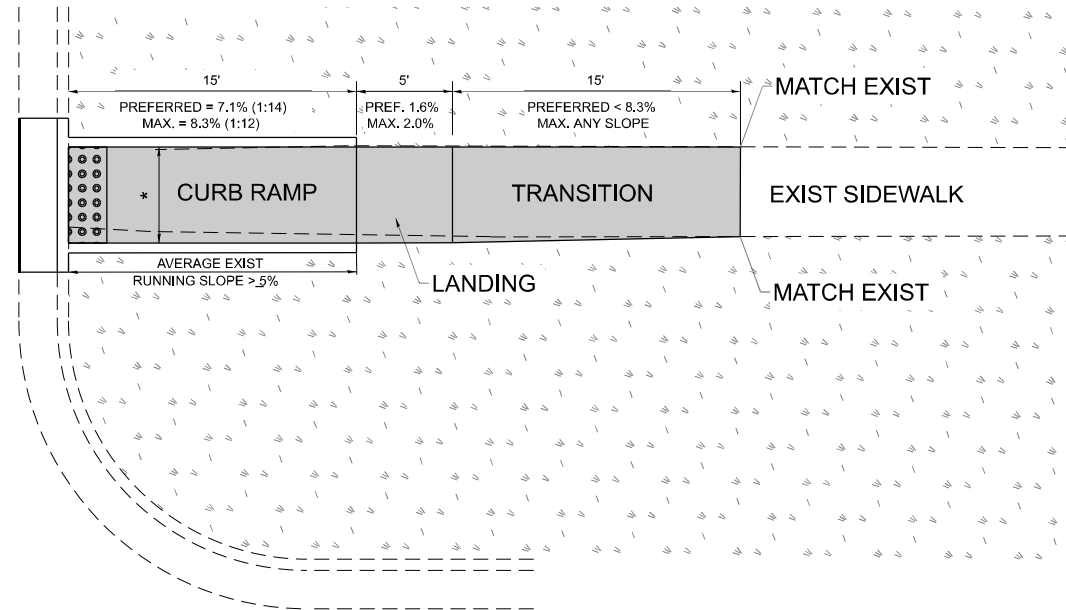 15'
5'
15'
PREFERRED = 7.1% (1:14)
MAX. = 8.3% (1:12)
PREF. 1.6%
MAX. 2.0%
PREFERRED < 8.3%
MAX. ANY SLOPE
MATCH EXIST
*
CURB RAMP
TRANSITION
EXIST SIDEWALK
AVERAGE EXIST
RUNNING SLOPE > 5%
LANDING
MATCH EXIST